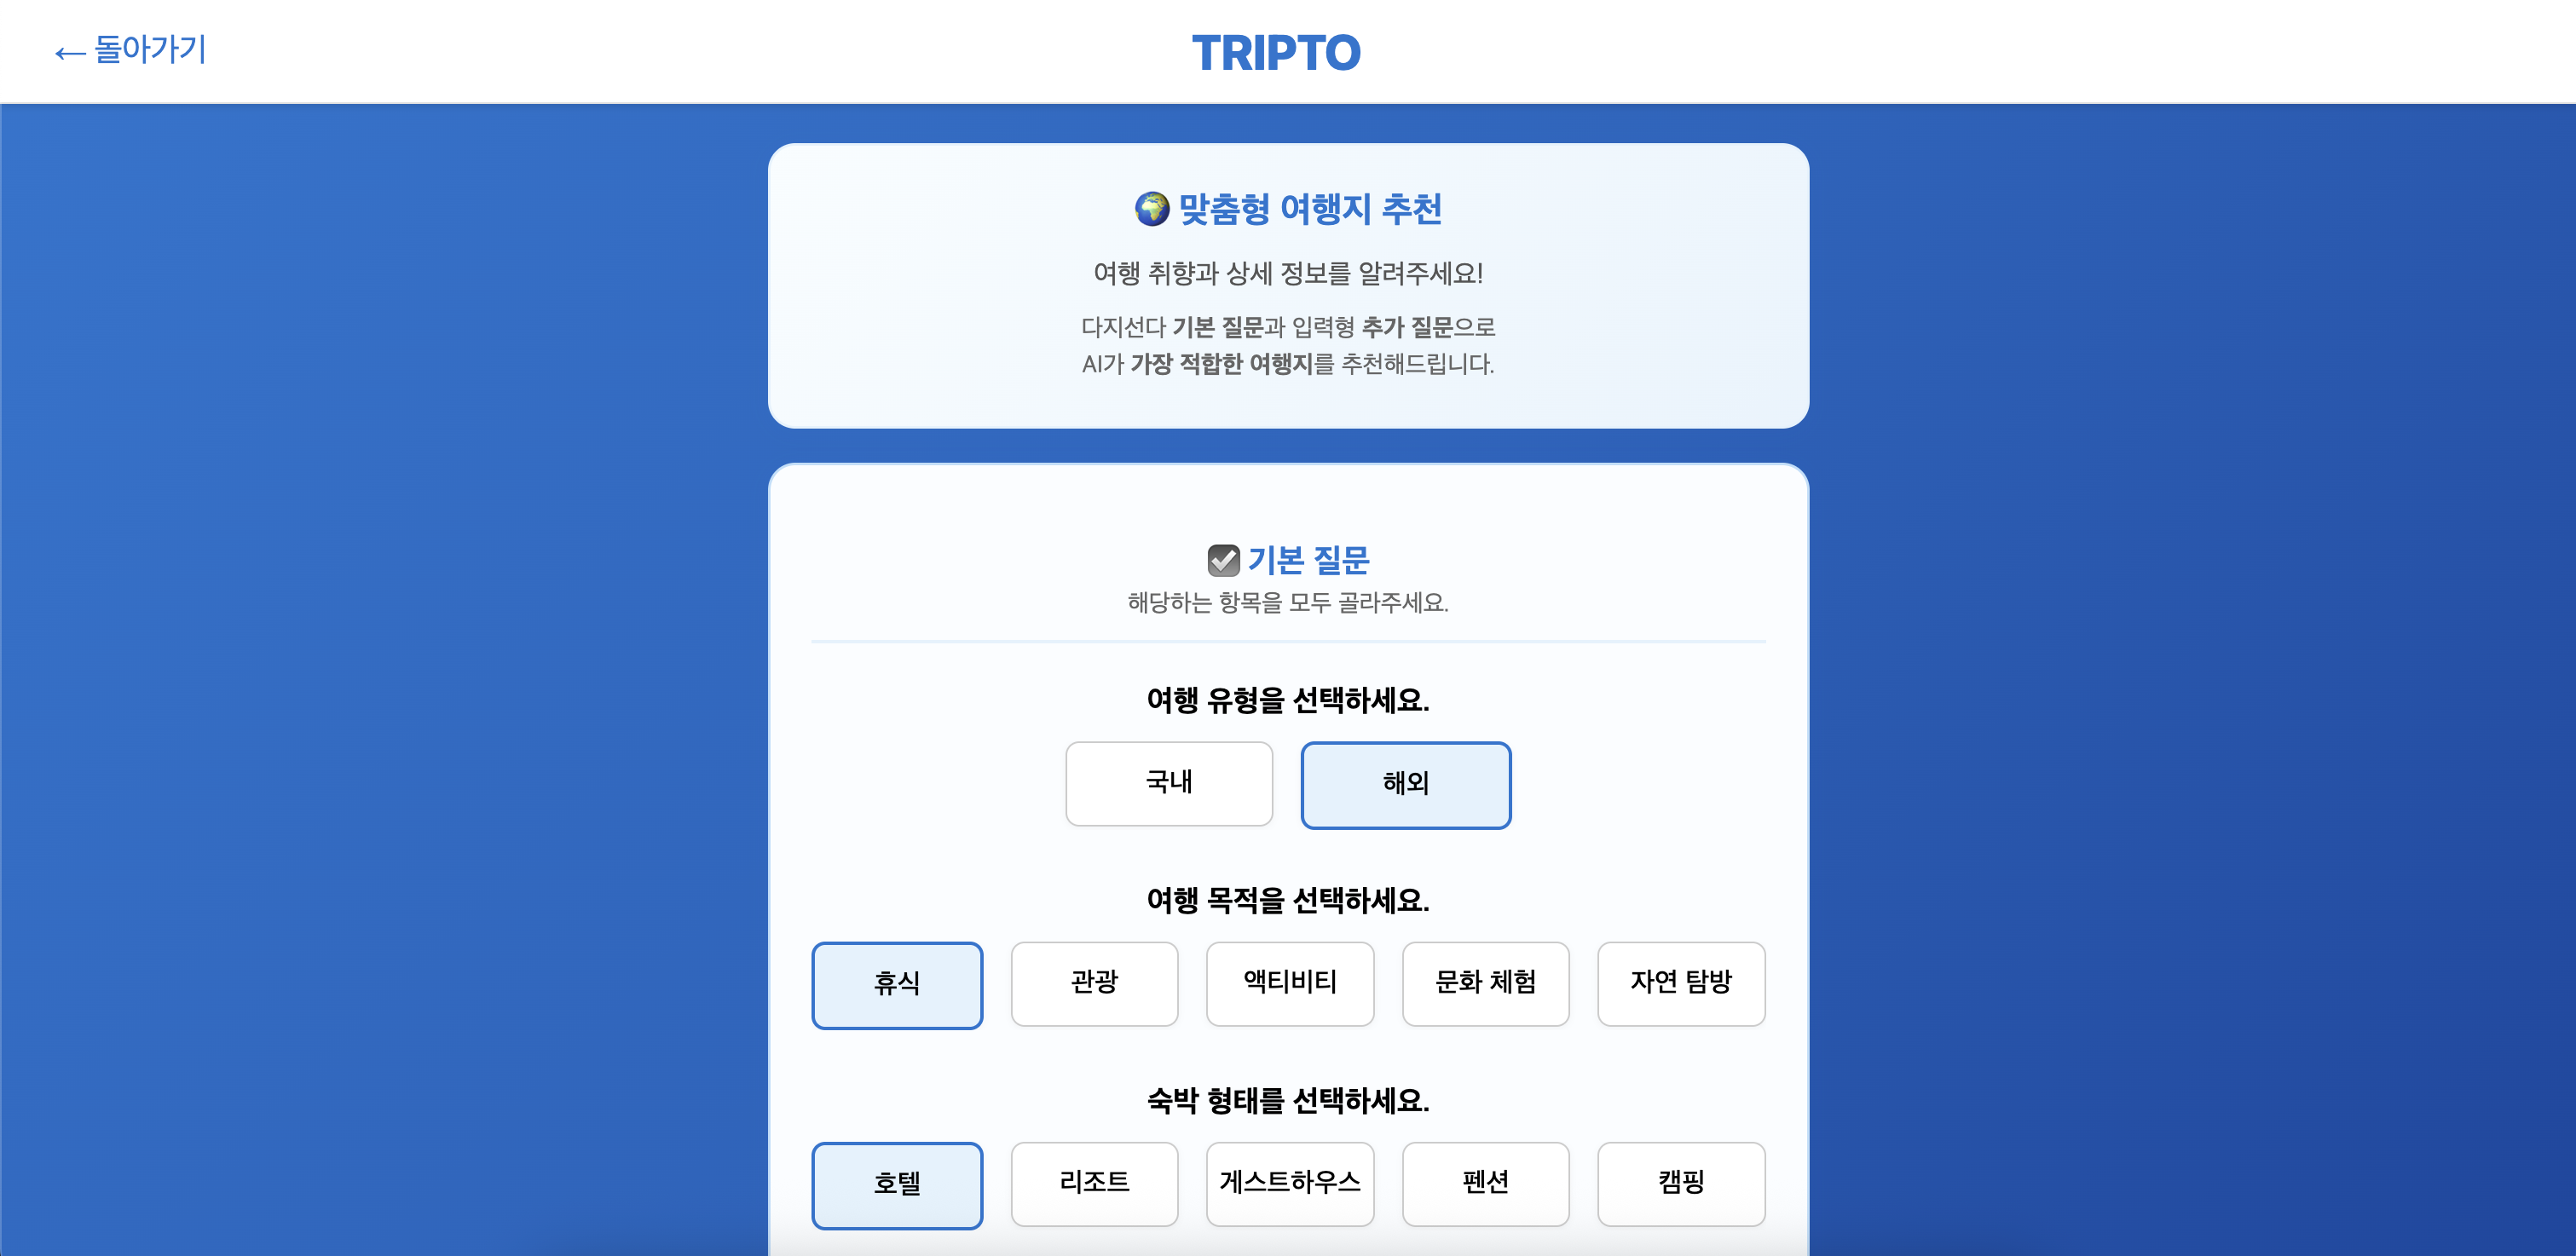 ← 돌아가기
TRIPTO
맞춤형 여행지 추천
여행 취향과 상세 정보를 알려주세요!
다지선다 기본 질문과 입력형 추가 질문으로
AI가 가장 적합한 여행지를 추천해드립니다.
기본 질문
해당하는 항목을 모두 골라주세요.
여행 유형을 선택하세요.
국내 해외
여행 목적을 선택하세요.
휴식 관광 액티비티 문화 체험 자연 탐방
숙박 형태를 선택하세요.
호텔 리조트 게스트하우스 펜션 캠핑